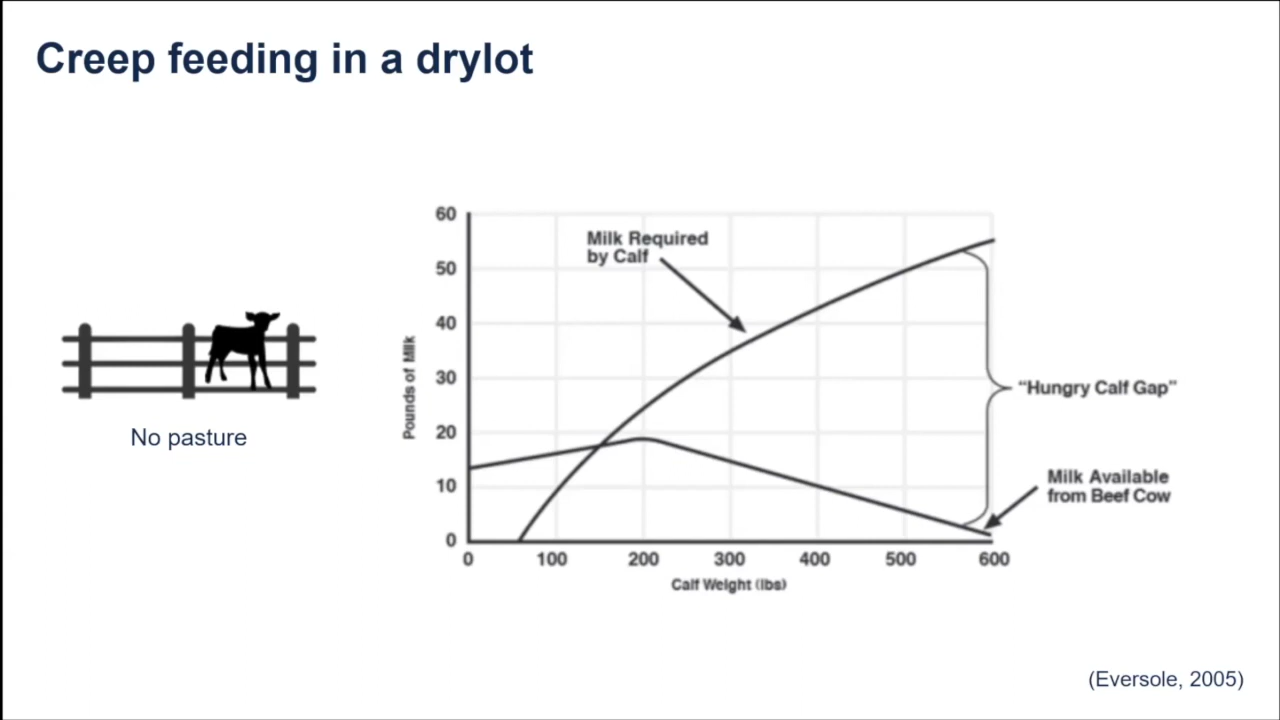 Creep feeding in a drylot
No pasture
60
50
40
30
20
10
0
Pounds of Milk
Milk Required
by Calf
"Hungry Calf Gap"
Milk Available
from Beef Cow
0 100 200 300 400 500 600
Calf Weight (lbs)
(Eversole, 2005)